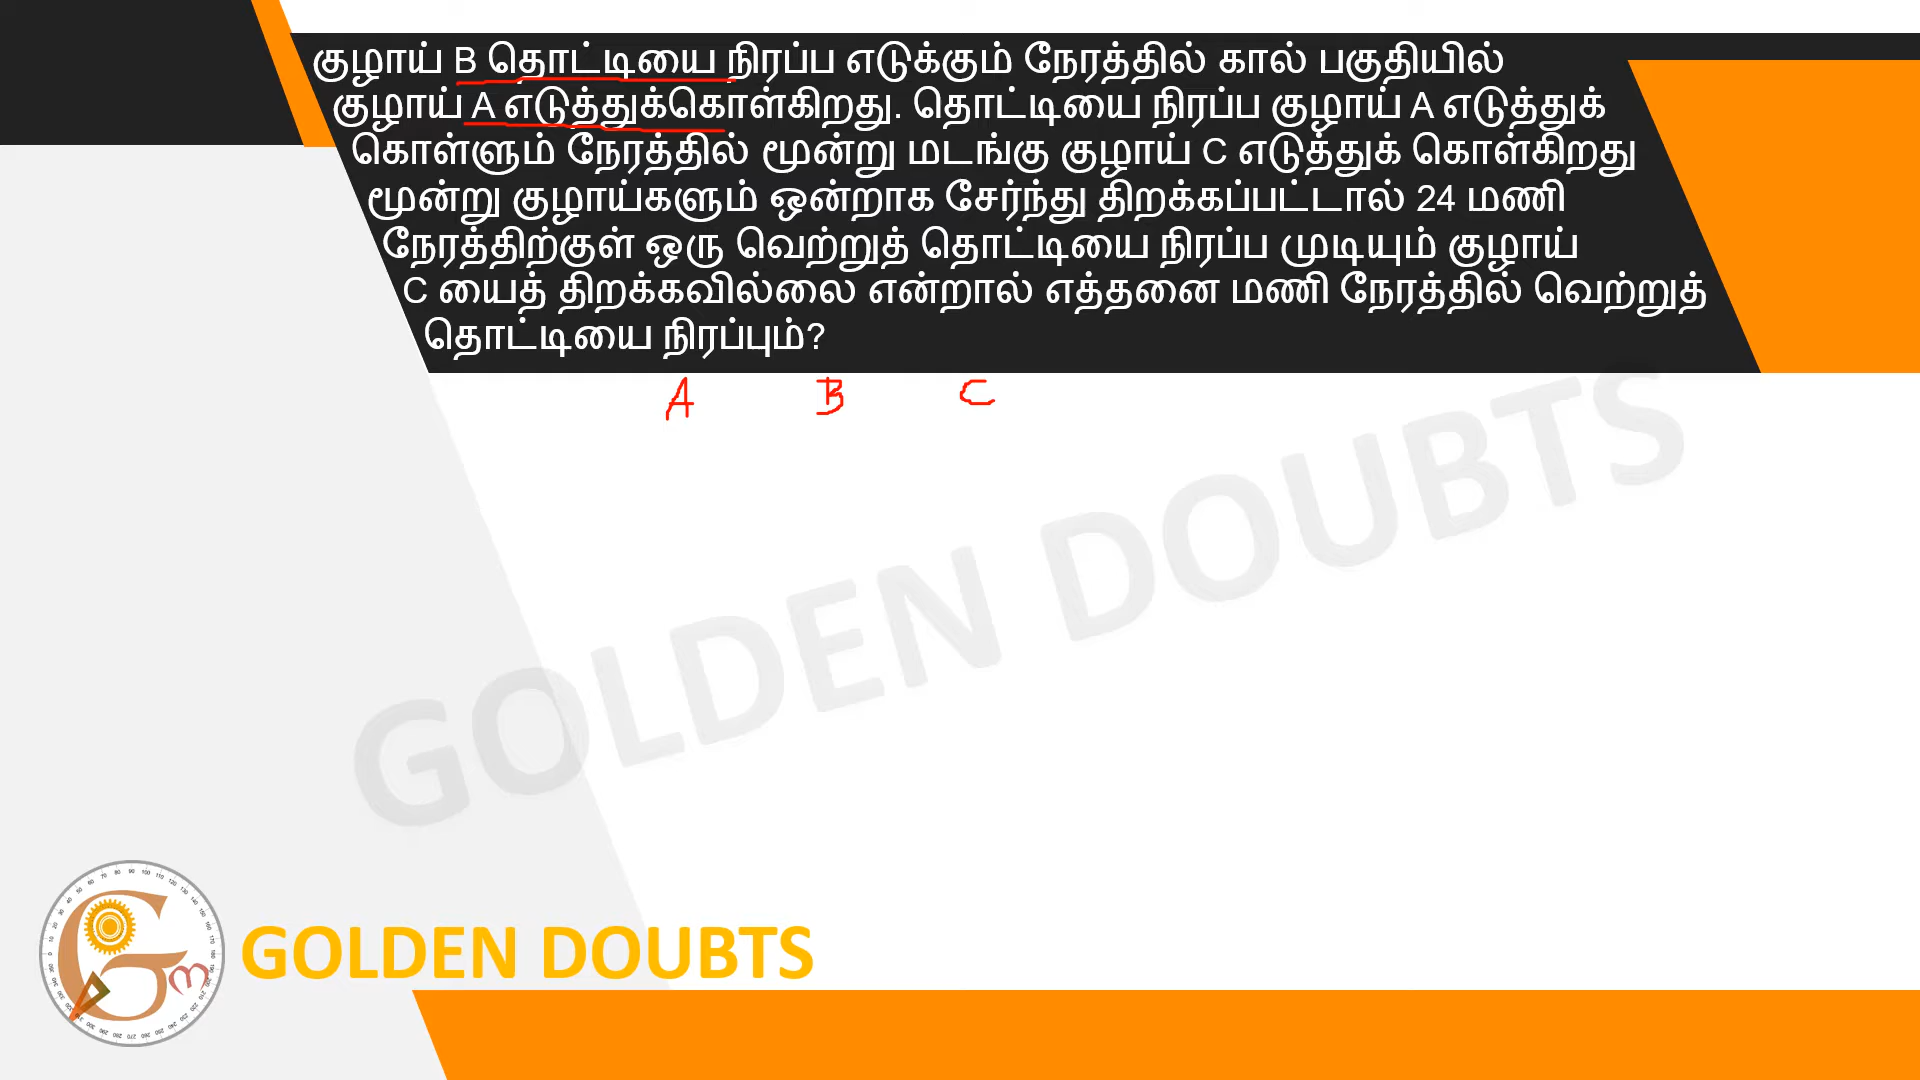 குழாய் B தொட்டியை நிரப்ப எடுக்கும் நேரத்தில் கால் பகுதியில்
குழாய் A எடுத்துக்கொள்கிறது. தொட்டியை நிரப்ப குழாய் A எடுத்துக்
கொள்ளும் நேரத்தில் மூன்று மடங்கு குழாய் C எடுத்துக் கொள்கிறது
மூன்று குழாய்களும் ஒன்றாக சேர்ந்து திறக்கப்பட்டால் 24 மணி
நேரத்திற்குள் ஒரு வெற்றுத் தொட்டியை நிரப்ப முடியும் குழாய்
C யைத் திறக்கவில்லை என்றால் எத்தனை மணி நேரத்தில் வெற்றுத்
தொட்டியை நிரப்பும்?
A B C
GOLDEN DOUBTS
GOLDEN DOUBTS